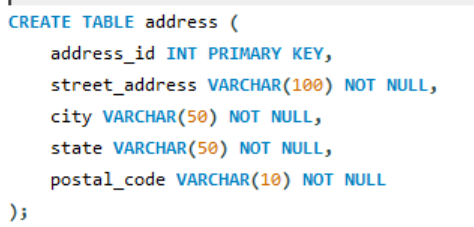 CREATE TABLE address (
    address_id INT PRIMARY KEY,
    street_address VARCHAR(100) NOT NULL,
    city VARCHAR(50) NOT NULL,
    state VARCHAR(50) NOT NULL,
    postal_code VARCHAR(10) NOT NULL
);